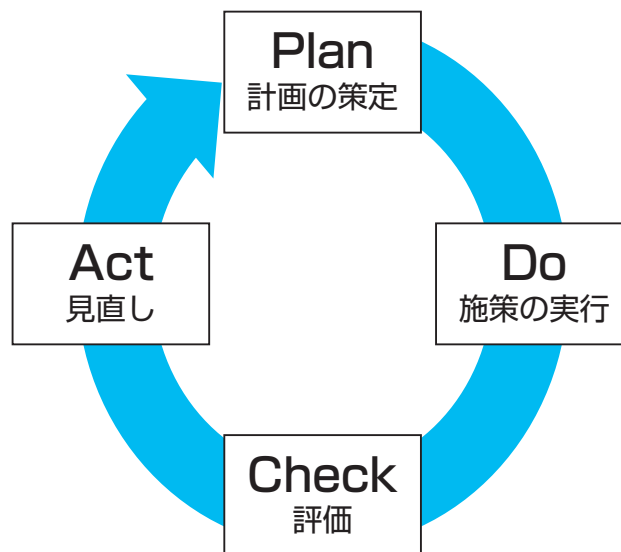 Plan
計画の策定
Do
施策の実行
Check
評価
Act
見直し